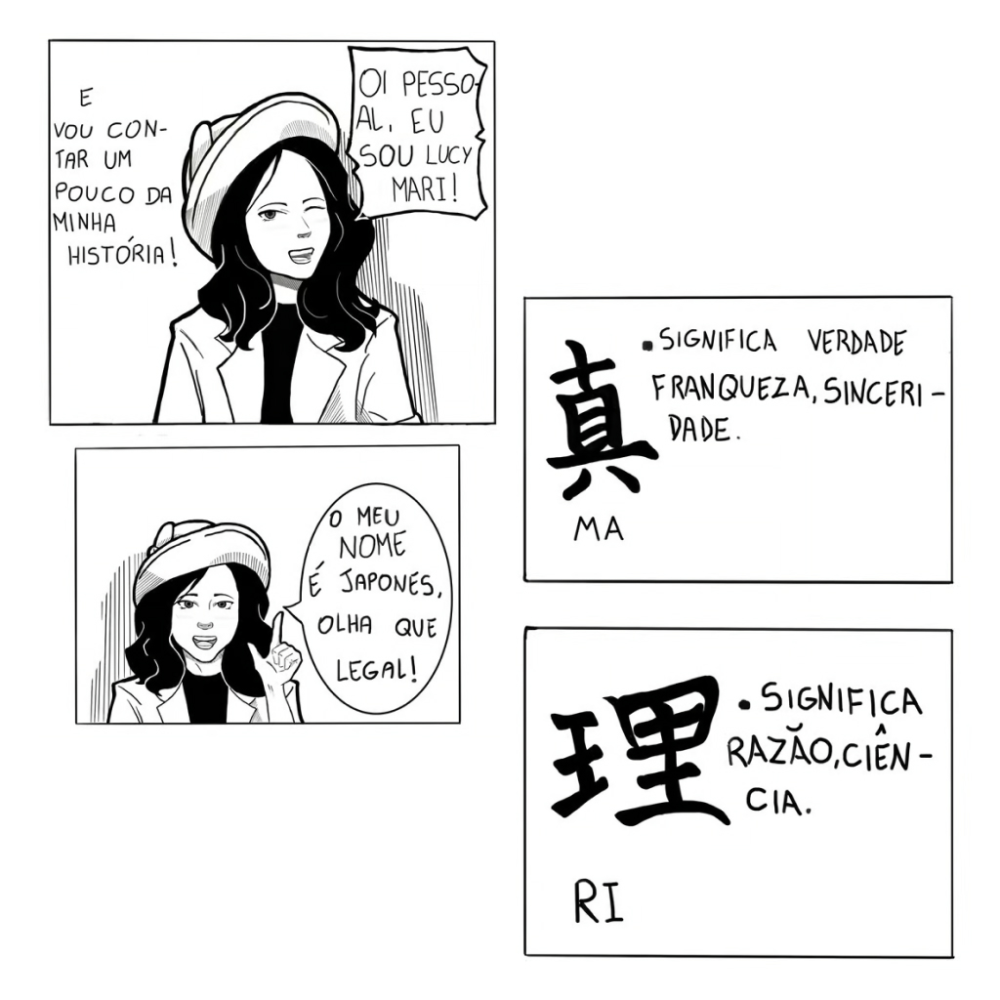 OI PESSO-
AL, EU
SOU LUCY
MARI!
E
VOU CON-
TAR UM
POUCO DA
MINHA
HISTÓRIA!
O MEU
NOME
É JAPONES,
OLHA QUE
LEGAL!
真
• SIGNIFICA VERDADE
FRANQUEZA, SINCERI-
DADE.
MA
理
• SIGNIFICA
RAZÃO, CIÊN-
CIA.
RI